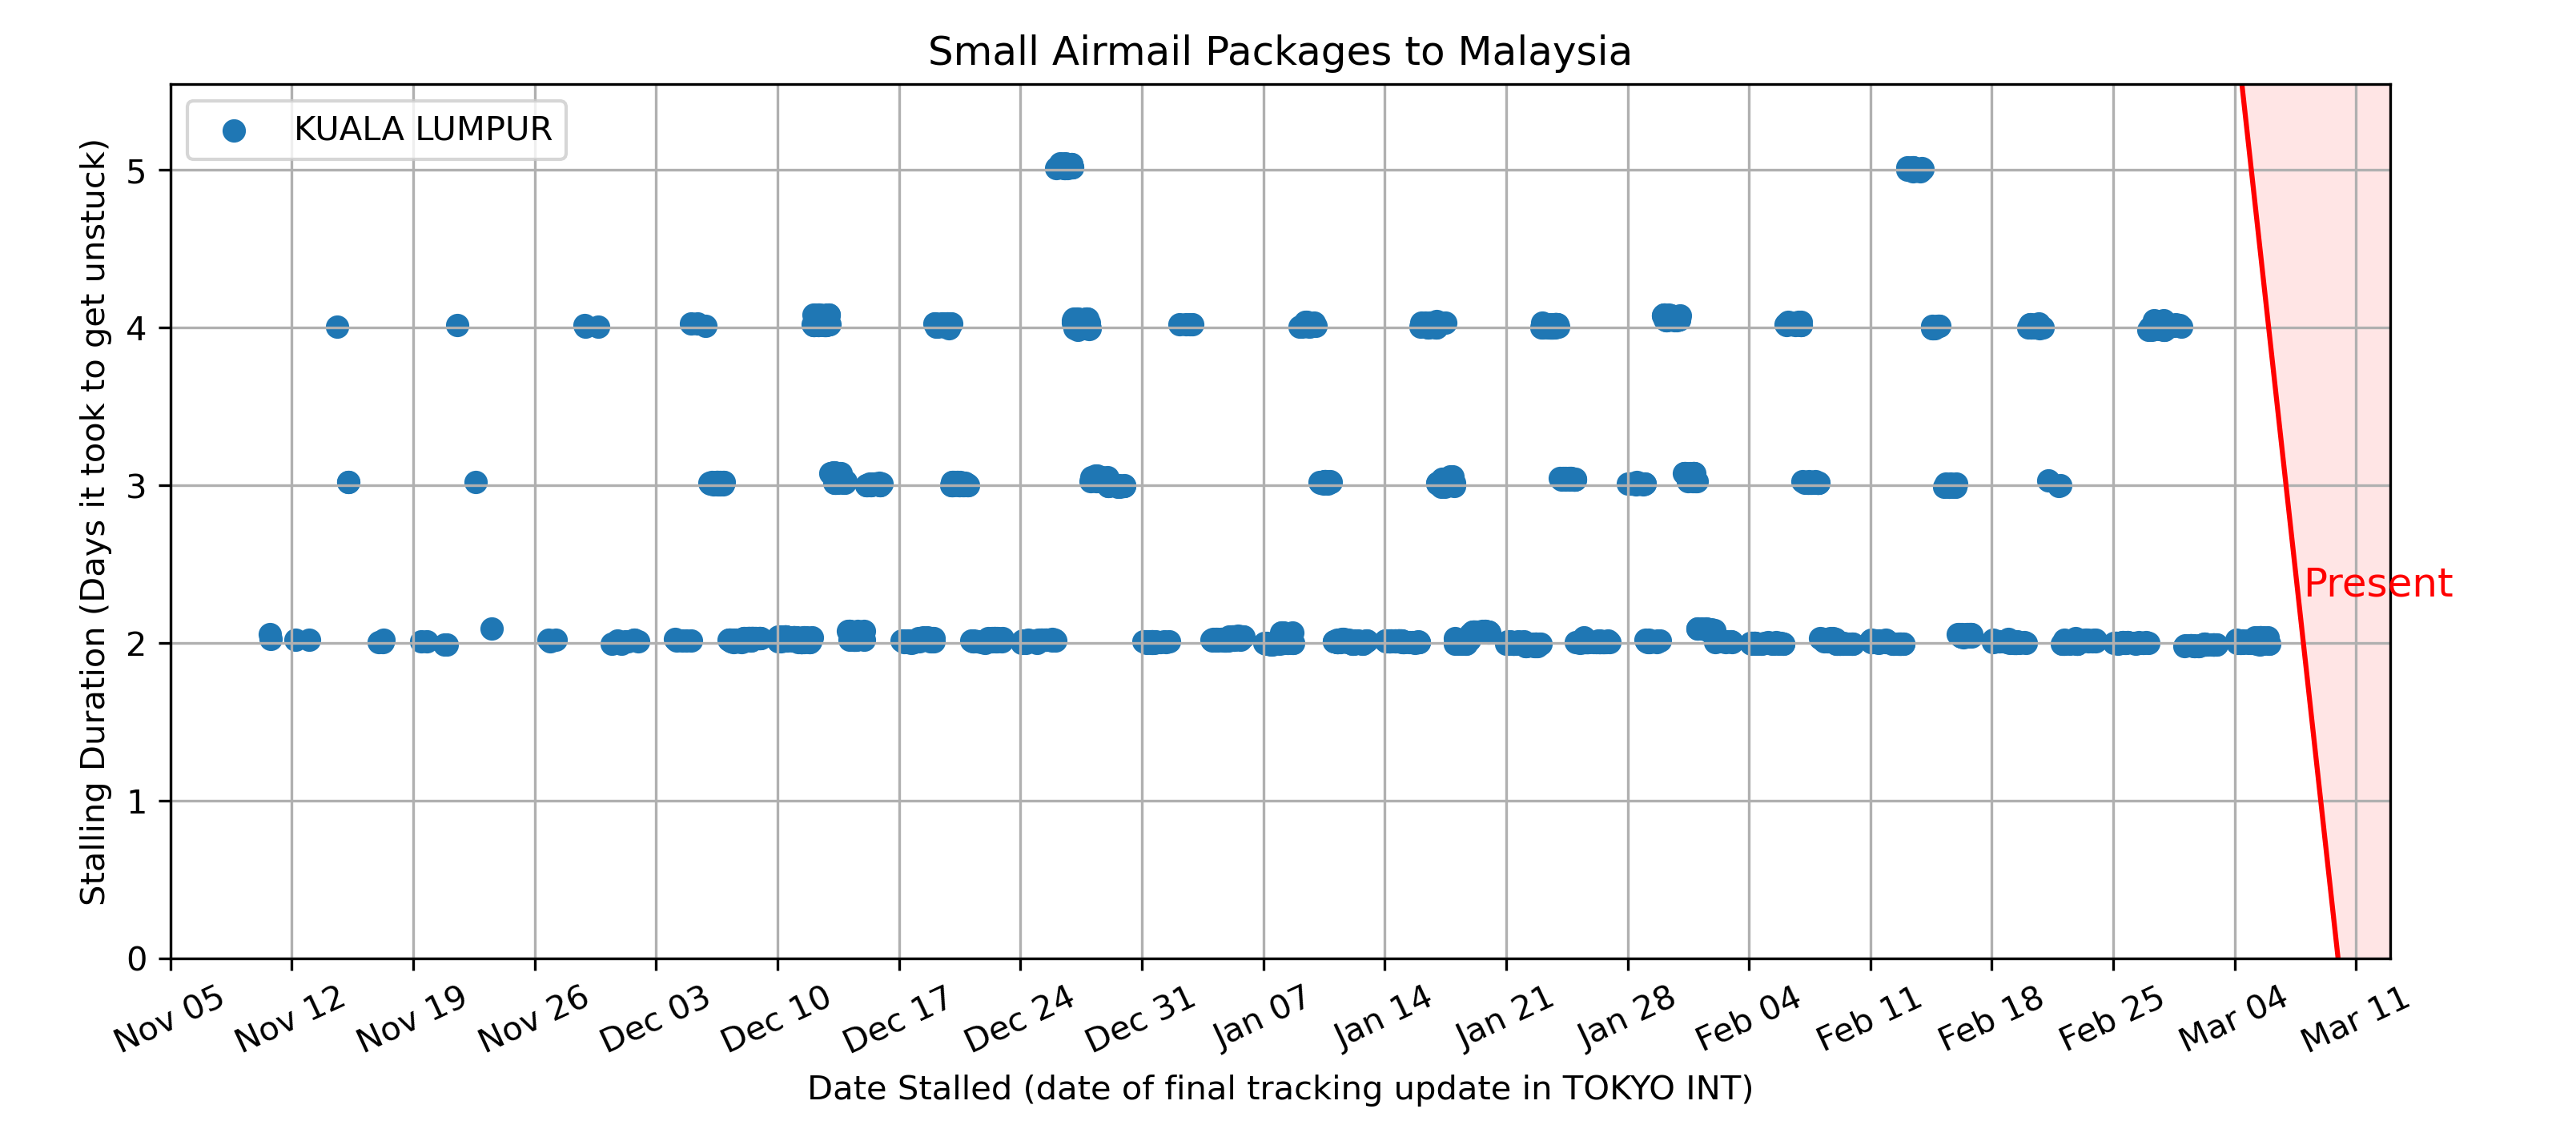 Small Airmail Packages to Malaysia
KUALA LUMPUR
Stalling Duration (Days it took to get unstuck)
5
4
3
2
1
0
Present
Nov 05
Nov 12
Nov 19
Nov 26
Dec 03
Dec 10
Dec 17
Dec 24
Dec 31
Jan 07
Jan 14
Jan 21
Jan 28
Feb 04
Feb 11
Feb 18
Feb 25
Mar 04
Mar 11
Date Stalled (date of final tracking update in TOKYO INT)